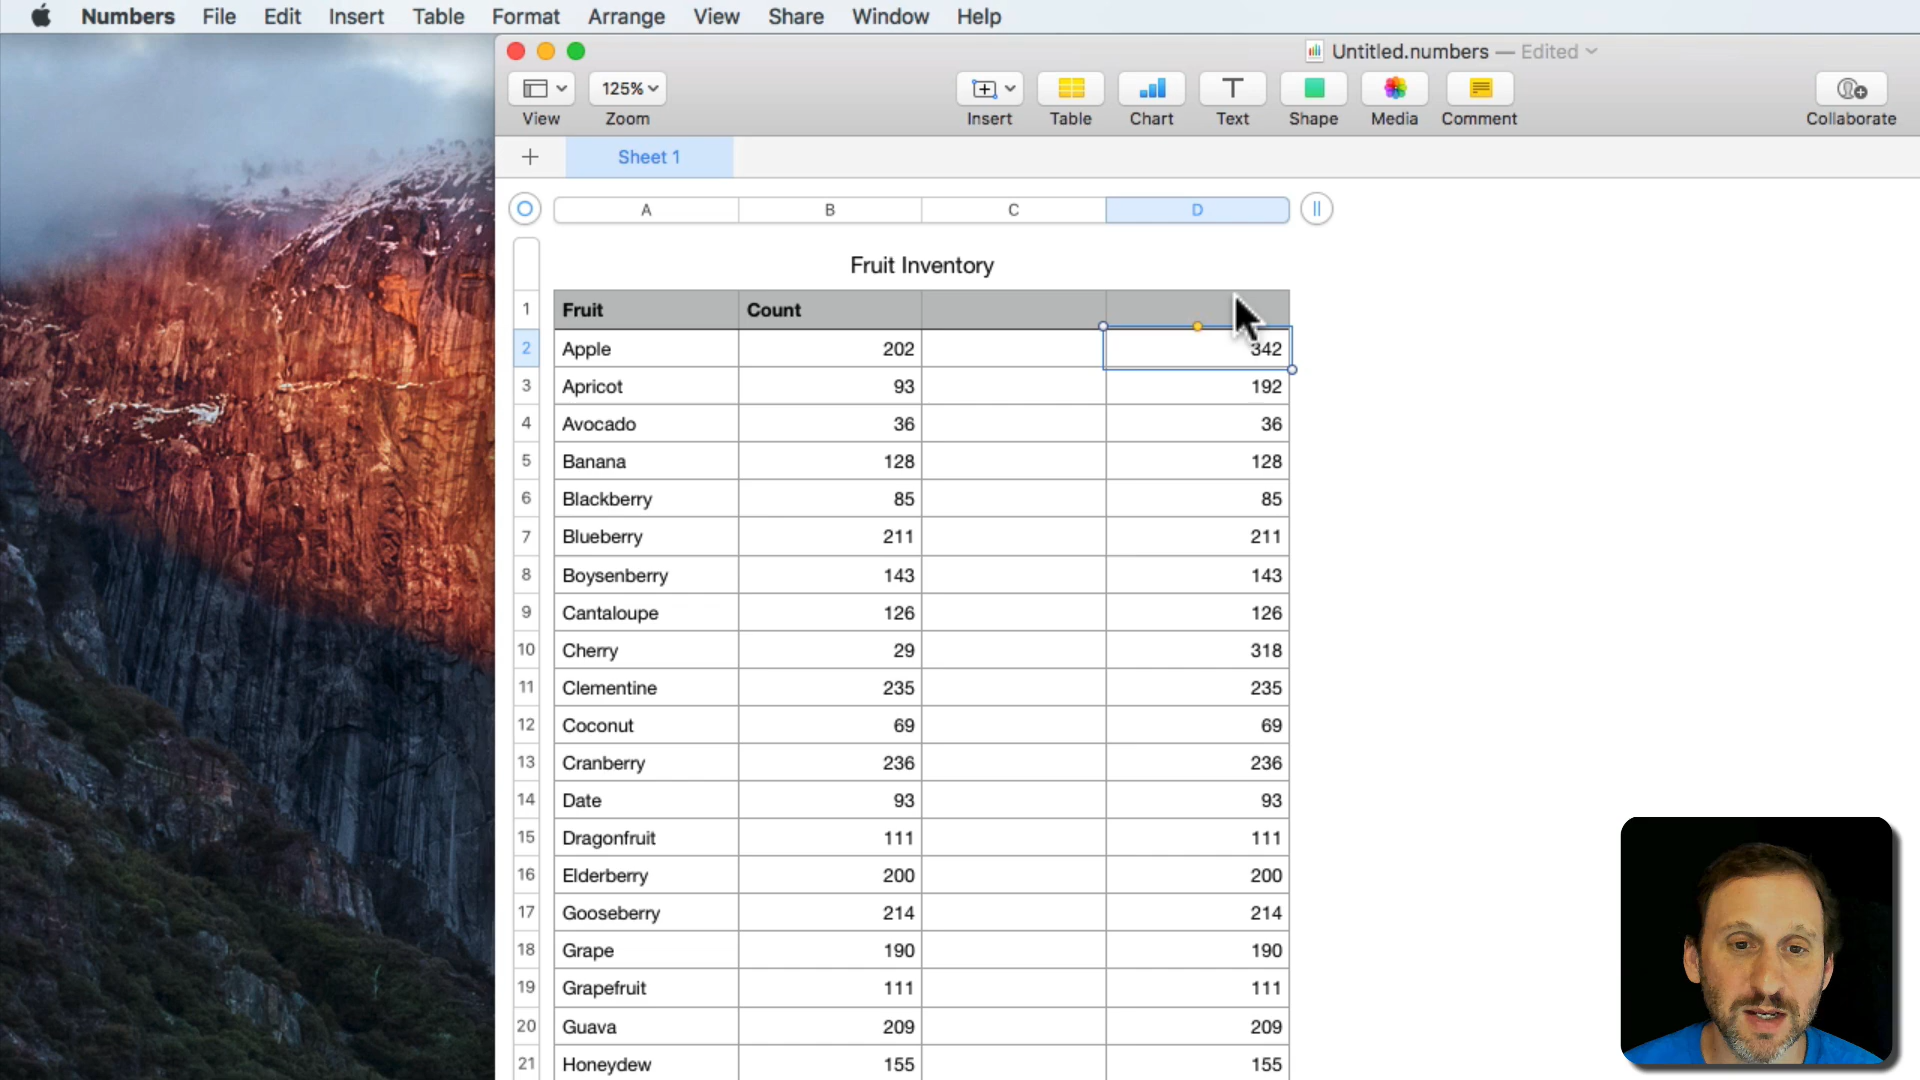 Numbers File Edit Insert Table Format Arrange View Share Window Help
Untitled.numbers — Edited
125%
View Zoom Insert Table Chart Text Shape Media Comment Collaborate
Sheet 1
A B C D
Fruit Inventory
1 Fruit Count
2 Apple 202 342
3 Apricot 93 192
4 Avocado 36 36
5 Banana 128 128
6 Blackberry 85 85
7 Blueberry 211 211
8 Boysenberry 143 143
9 Cantaloupe 126 126
10 Cherry 29 318
11 Clementine 235 235
12 Coconut 69 69
13 Cranberry 236 236
14 Date 93 93
15 Dragonfruit 111 111
16 Elderberry 200 200
17 Gooseberry 214 214
18 Grape 190 190
19 Grapefruit 111 111
20 Guava 209 209
21 Honeydew 155 155